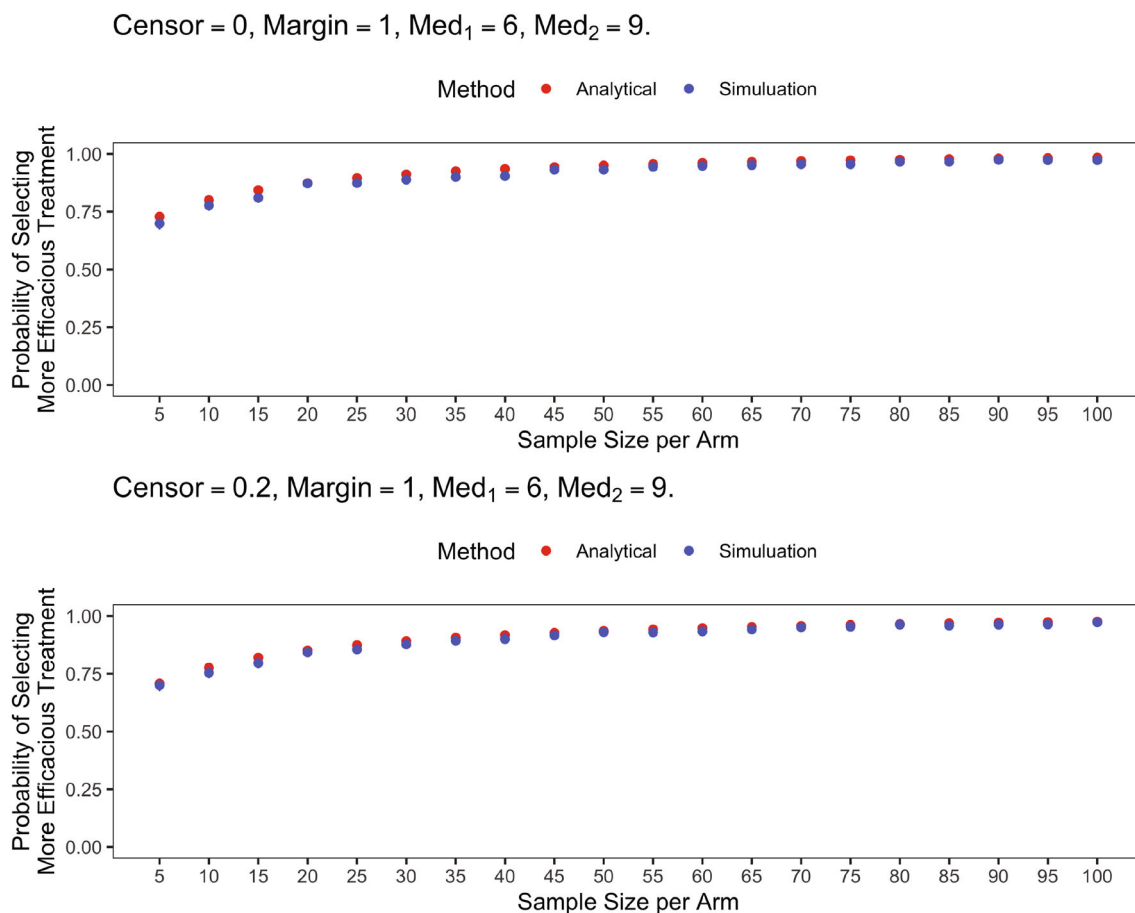 Censor = 0, Margin = 1, Med₁ = 6, Med₂ = 9.
Method Analytical Simuluation
Probability of Selecting
More Efficacious Treatment
1.00
0.75
0.50
0.25
0.00
5 10 15 20 25 30 35 40 45 50 55 60 65 70 75 80 85 90 95 100
Sample Size per Arm
Censor = 0.2, Margin = 1, Med₁ = 6, Med₂ = 9.
Method Analytical Simuluation
Probability of Selecting
More Efficacious Treatment
1.00
0.75
0.50
0.25
0.00
5 10 15 20 25 30 35 40 45 50 55 60 65 70 75 80 85 90 95 100
Sample Size per Arm